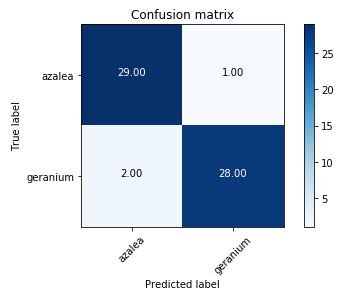 Confusion matrix
True label
azalea
29.00
1.00
geranium
2.00
28.00
azalea
geranium
Predicted label
25
20
15
10
5